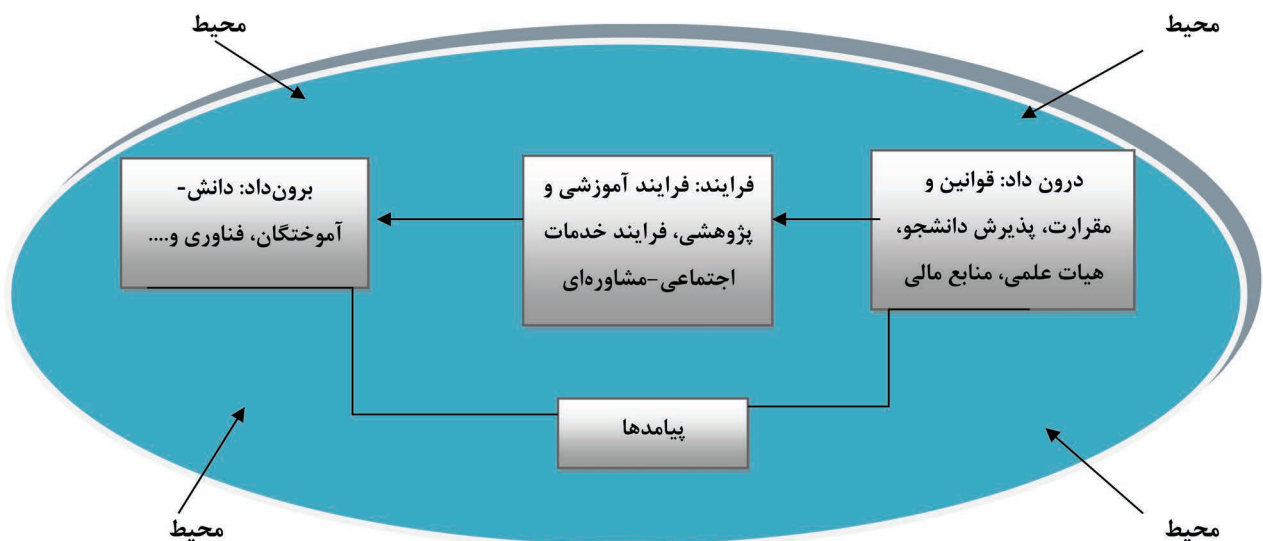 محیط
محیط
درون داد: قوانین و
مقرارت، پذیرش دانشجو،
هیات علمی، منابع مالی
فرایند: فرایند آموزشی و
پژوهشی، فرایند خدمات
اجتماعی-مشاوره‌ای
برون‌داد: دانش-
آموختگان، فناوری و....
پیامدها
محیط
محیط